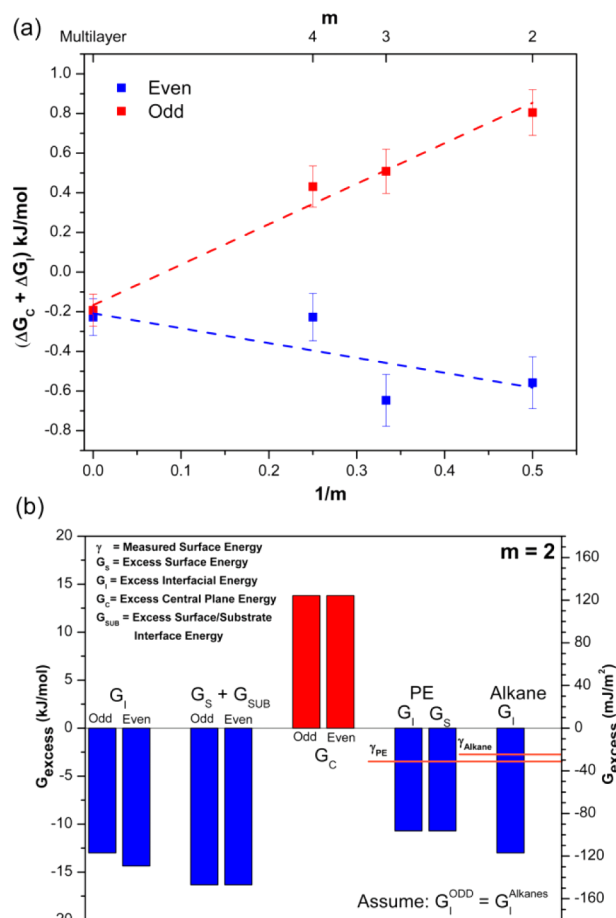 (a)
m
Multilayer 4 3 2
1.0
0.8
0.6
0.4
0.2
0.0
-0.2
-0.4
-0.6
-0.8
(ΔG_C + ΔG_I) kJ/mol
Even
Odd
0.0 0.1 0.2 0.3 0.4 0.5
1/m
(b)
20
15
10
5
0
-5
-10
-15
20
G_excess (kJ/mol)
γ = Measured Surface Energy
G_S = Excess Surface Energy
G_I = Excess Interfacial Energy
G_C = Excess Central Plane Energy
G_SUB = Excess Surface/Substrate
Interface Energy
m = 2
G_I
Odd Even
G_S + G_SUB
Odd Even
Odd Even
G_C
PE
G_I G_S
Alkane
G_I
γ_PE
γ_Alkane
Assume: G_I^ODD = G_I^Alkanes
160
120
80
40
0
-40
-80
-120
-160
G_excess (mJ/m²)